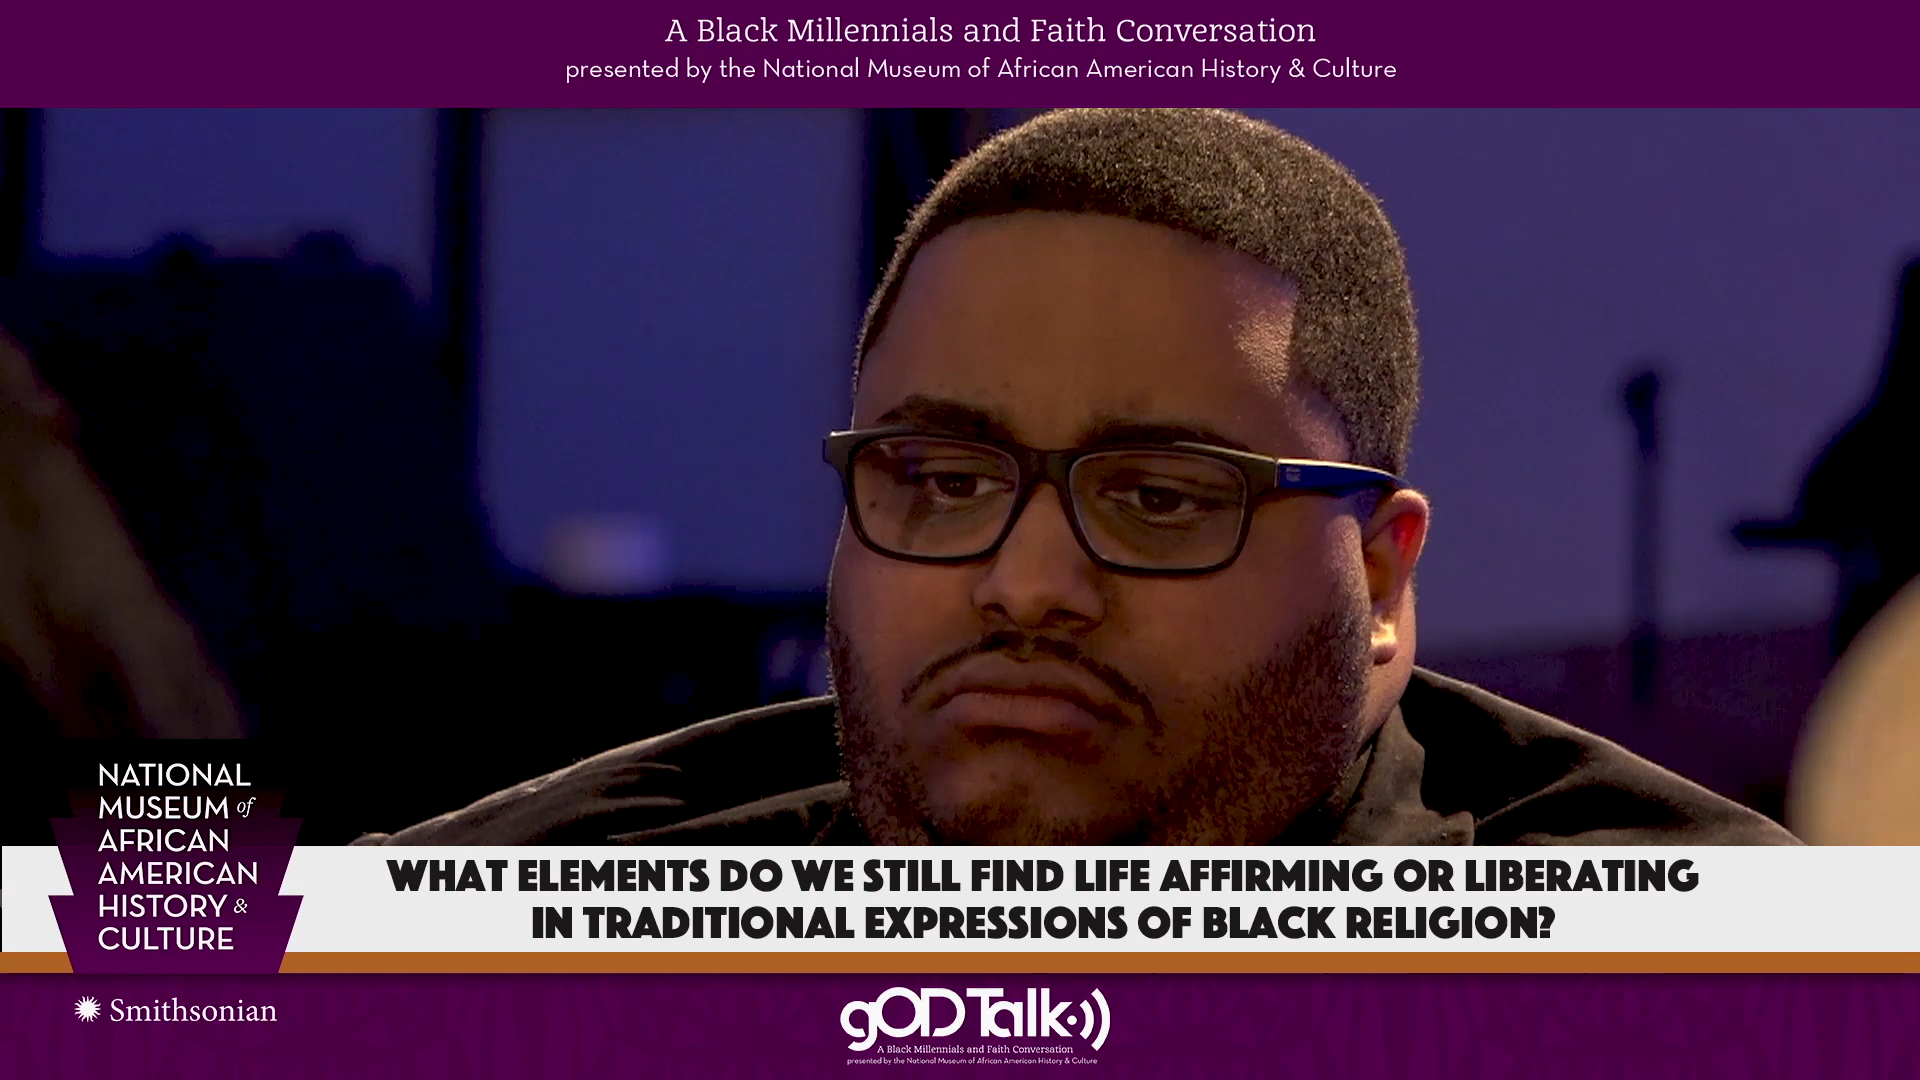 A Black Millennials and Faith Conversation
presented by the National Museum of African American History & Culture
NATIONAL
MUSEUM of
AFRICAN
AMERICAN
HISTORY &
CULTURE
WHAT ELEMENTS DO WE STILL FIND LIFE AFFIRMING OR LIBERATING
IN TRADITIONAL EXPRESSIONS OF BLACK RELIGION?
Smithsonian
gODTalk
A Black Millennials and Faith Conversation
presented by the National Museum of African American History & Culture